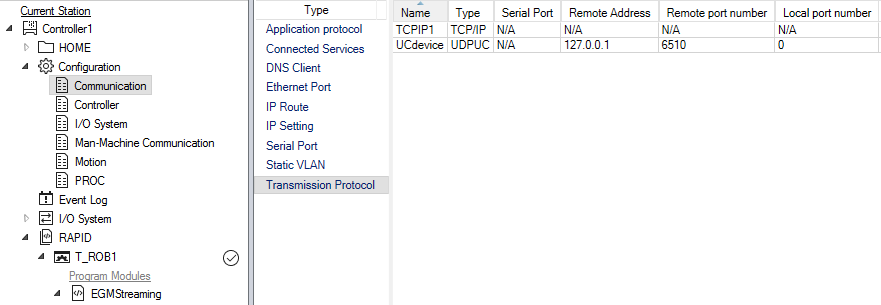 Current Station
Controller1
HOME
Configuration
Communication
Controller
I/O System
Man-Machine Communication
Motion
PROC
Event Log
I/O System
RAPID
T_ROB1
Program Modules
EGMStreaming
Type
Application protocol
Connected Services
DNS Client
Ethernet Port
IP Route
IP Setting
Serial Port
Static VLAN
Transmission Protocol
Name Type Serial Port Remote Address Remote port number Local port number
TCPIP1 TCP/IP N/A N/A N/A N/A
UCdevice UDPUC N/A 127.0.0.1 6510 0